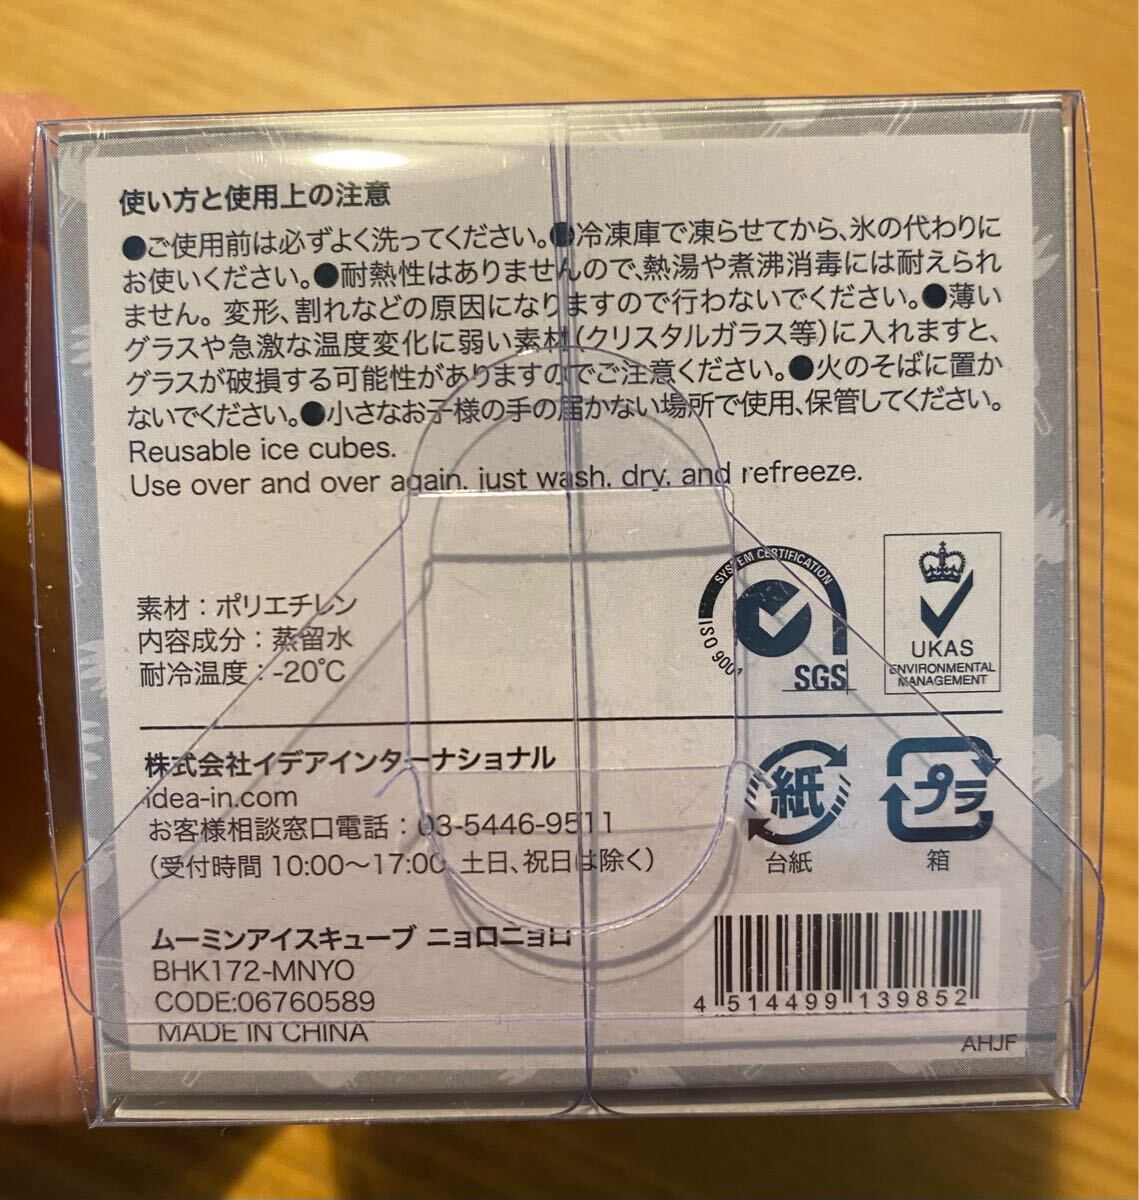 使い方と使用上の注意
●ご使用前は必ずよく洗ってください。●冷凍庫で凍らせてから、氷の代わりに
お使いください。●耐熱性はありませんので、熱湯や煮沸消毒には耐えられ
ません。変形、割れなどの原因になりますので行わないでください。●薄い
グラスや急激な温度変化に弱い素材(クリスタルガラス等)に入れますと、
グラスが破損する可能性がありますのでご注意ください。●火のそばに置か
ないでください。●小さなお子様の手の届かない場所で使用、保管してください。
Reusable ice cubes.
Use over and over again, just wash, dry, and refreeze.
素材：ポリエチレン
内容成分：蒸留水
耐冷温度：-20℃
SYSTEM CERTIFICATION
ISO 9001
SGS
UKAS
ENVIRONMENTAL
MANAGEMENT
株式会社イデアインターナショナル
idea-in.com
お客様相談窓口電話：03-5446-9511
（受付時間 10:00〜17:00 土日、祝日は除く）
紙
台紙
プラ
箱
ムーミンアイスキューブ ニョロニョロ
BHK172-MNYO
CODE:06760589
MADE IN CHINA
4 514499 139852
AHJF